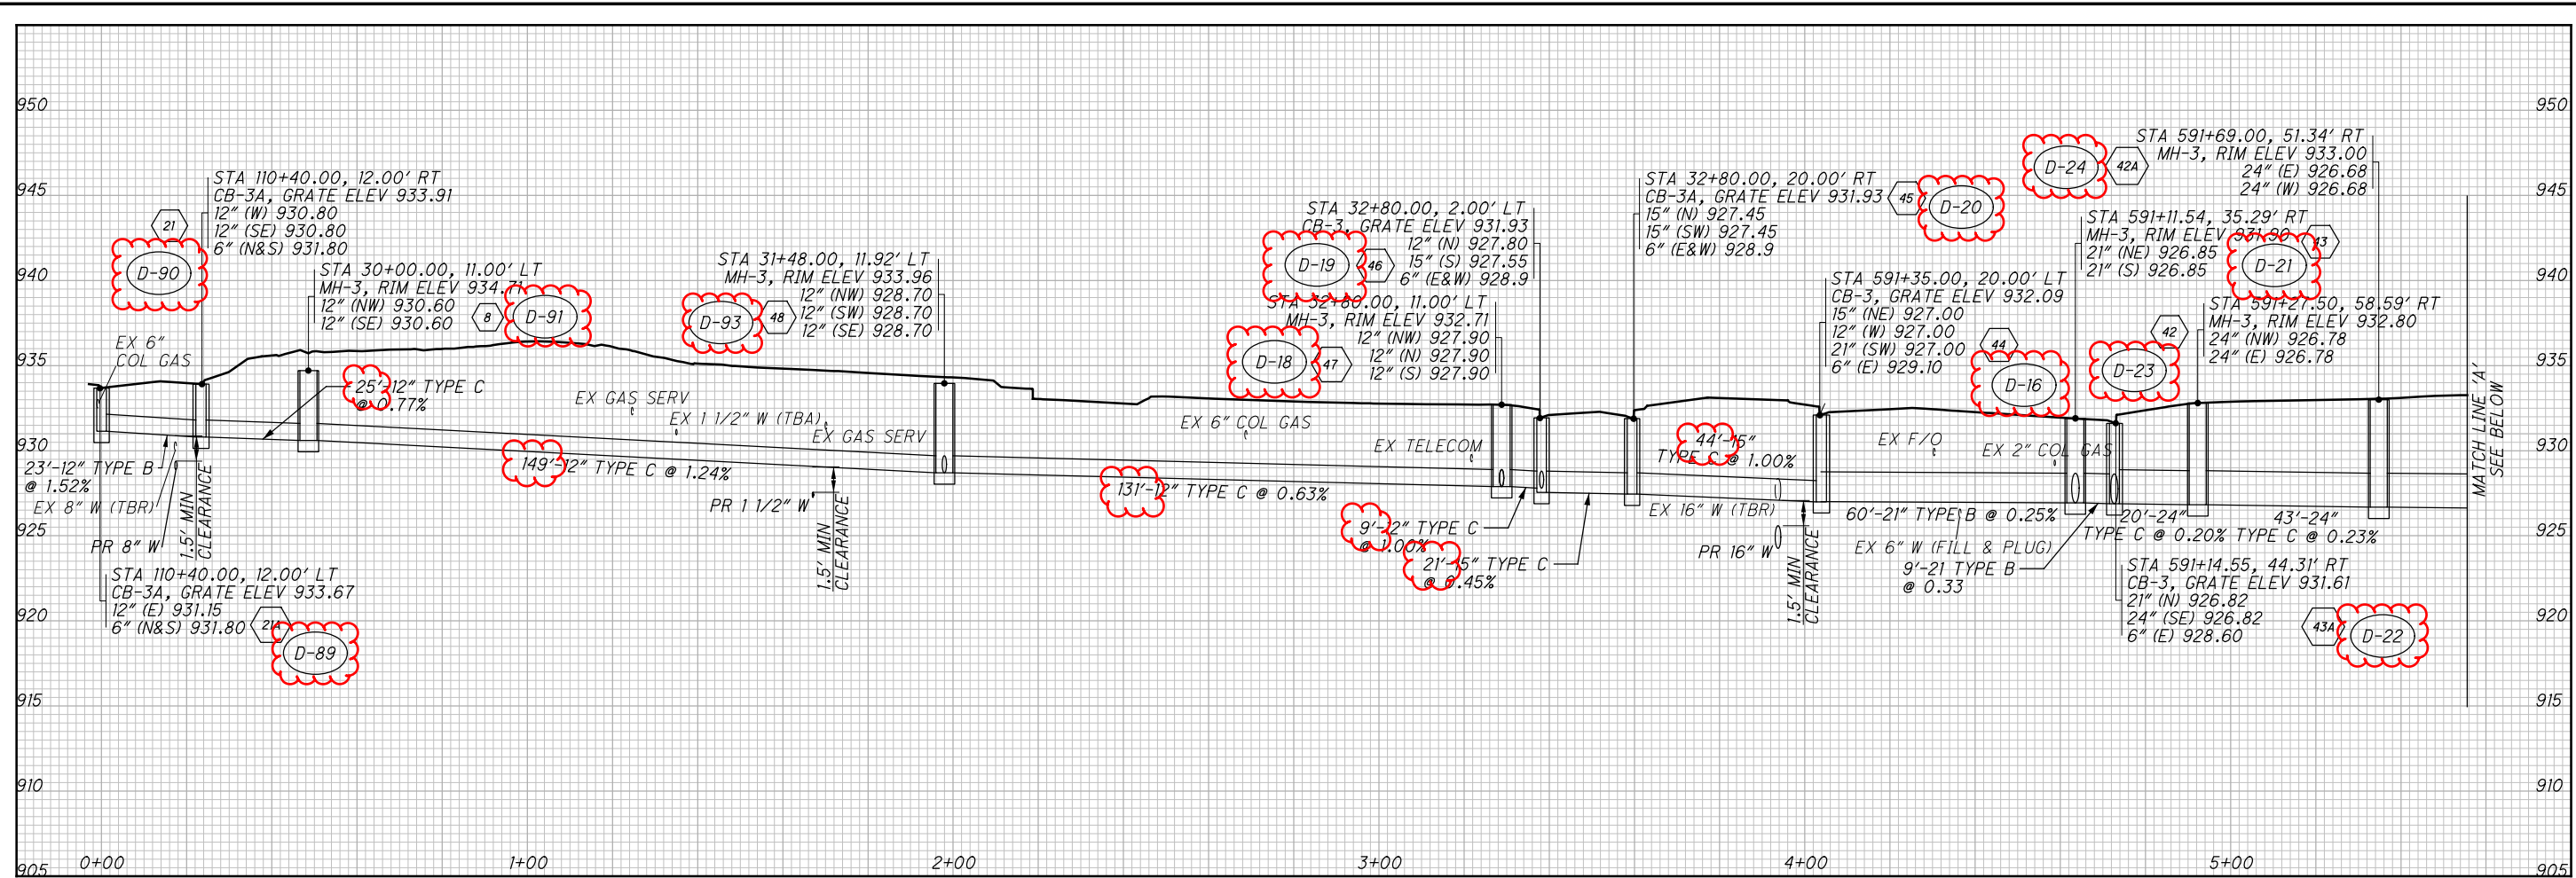 950
950
945
945
940
940
935
935
930
930
925
925
920
920
915
915
910
910
905
905
0+00
1+00
2+00
3+00
4+00
5+00
21
D-90
STA 110+40.00, 12.00' RT
CB-3A, GRATE ELEV 933.91
12" (W) 930.80
12" (SE) 930.80
6" (N&S) 931.80
STA 30+00.00, 11.00' LT
MH-3, RIM ELEV 934.71
12" (NW) 930.60
12" (SE) 930.60
8
D-91
EX 6"
COL GAS
25'-12" TYPE C
@ 0.77%
23'-12" TYPE B
@ 1.52%
EX 8" W (TBR)
PR 8" W
1.5' MIN
CLEARANCE
STA 110+40.00, 12.00' LT
CB-3A, GRATE ELEV 933.67
12" (E) 931.15
6" (N&S) 931.80
21A
D-89
149'-12" TYPE C @ 1.24%
EX GAS SERV
EX 1 1/2" W (TBA)
EX GAS SERV
D-93
48
STA 31+48.00, 11.92' LT
MH-3, RIM ELEV 933.96
12" (NW) 928.70
12" (SW) 928.70
12" (SE) 928.70
PR 1 1/2" W
1.5' MIN
CLEARANCE
131'-12" TYPE C @ 0.63%
EX 6" COL GAS
EX TELECOM
STA 32+80.00, 2.00' LT
CB-3, GRATE ELEV 931.93
12" (N) 927.80
15" (S) 927.55
6" (E&W) 928.9
D-19
46
STA 32+80.00, 11.00' LT
MH-3, RIM ELEV 932.71
12" (NW) 927.90
12" (N) 927.90
12" (S) 927.90
D-18
47
9'-12" TYPE C
@ 1.00%
21'-15" TYPE C
@ 0.45%
STA 32+80.00, 20.00' RT
CB-3A, GRATE ELEV 931.93
15" (N) 927.45
15" (SW) 927.45
6" (E&W) 928.9
45
D-20
44'-15"
TYPE C @ 1.00%
EX 16" W (TBR)
PR 16" W
1.5' MIN
CLEARANCE
STA 591+35.00, 20.00' LT
CB-3, GRATE ELEV 932.09
15" (NE) 927.00
12" (W) 927.00
21" (SW) 927.00
6" (E) 929.10
44
D-16
EX F/O
EX 2" COL GAS
60'-21" TYPE B @ 0.25%
EX 6" W (FILL & PLUG)
9'-21 TYPE B
@ 0.33
D-24
42A
STA 591+69.00, 51.34' RT
MH-3, RIM ELEV 933.00
24" (E) 926.68
24" (W) 926.68
STA 591+11.54, 35.29' RT
MH-3, RIM ELEV 931.90
21" (NE) 926.85
21" (S) 926.85
43
D-21
STA 591+27.50, 58.59' RT
MH-3, RIM ELEV 932.80
24" (NW) 926.78
24" (E) 926.78
42
D-23
20'-24"
TYPE C @ 0.20%
43'-24"
TYPE C @ 0.23%
STA 591+14.55, 44.31' RT
CB-3, GRATE ELEV 931.61
21" (N) 926.82
24" (SE) 926.82
6" (E) 928.60
43A
D-22
MATCH LINE 'A'
SEE BELOW